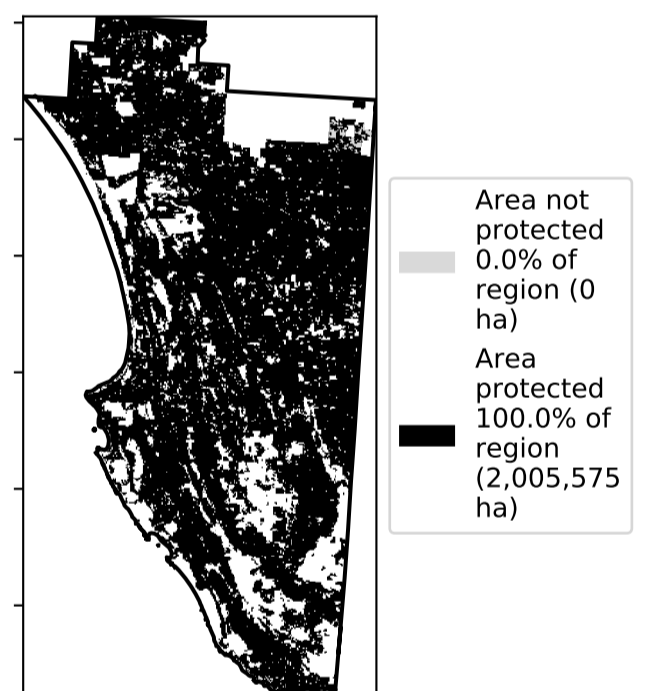 Area not
protected
0.0% of
region (0
ha)
Area
protected
100.0% of
region
(2,005,575
ha)